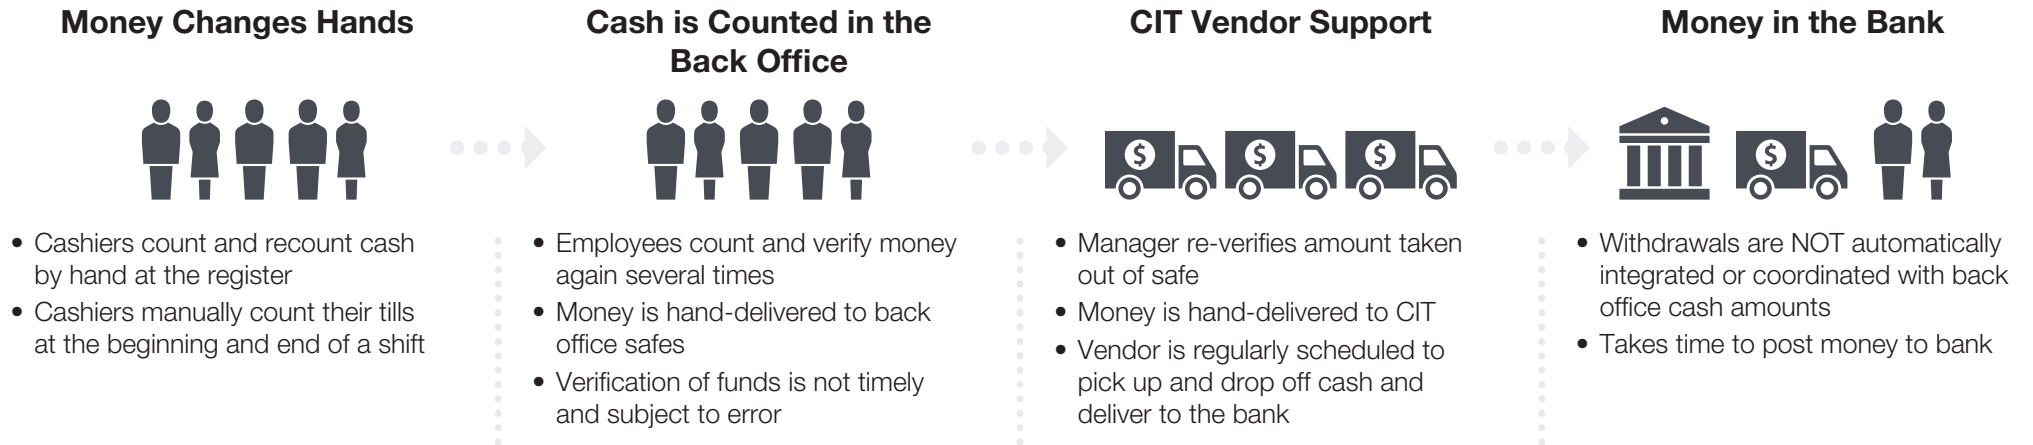 Money Changes Hands
• Cashiers count and recount cash
by hand at the register
• Cashiers manually count their tills
at the beginning and end of a shift
Cash is Counted in the
Back Office
• Employees count and verify money
again several times
• Money is hand-delivered to back
office safes
• Verification of funds is not timely
and subject to error
CIT Vendor Support
$ $ $
• Manager re-verifies amount taken
out of safe
• Money is hand-delivered to CIT
• Vendor is regularly scheduled to
pick up and drop off cash and
deliver to the bank
Money in the Bank
$
• Withdrawals are NOT automatically
integrated or coordinated with back
office cash amounts
• Takes time to post money to bank